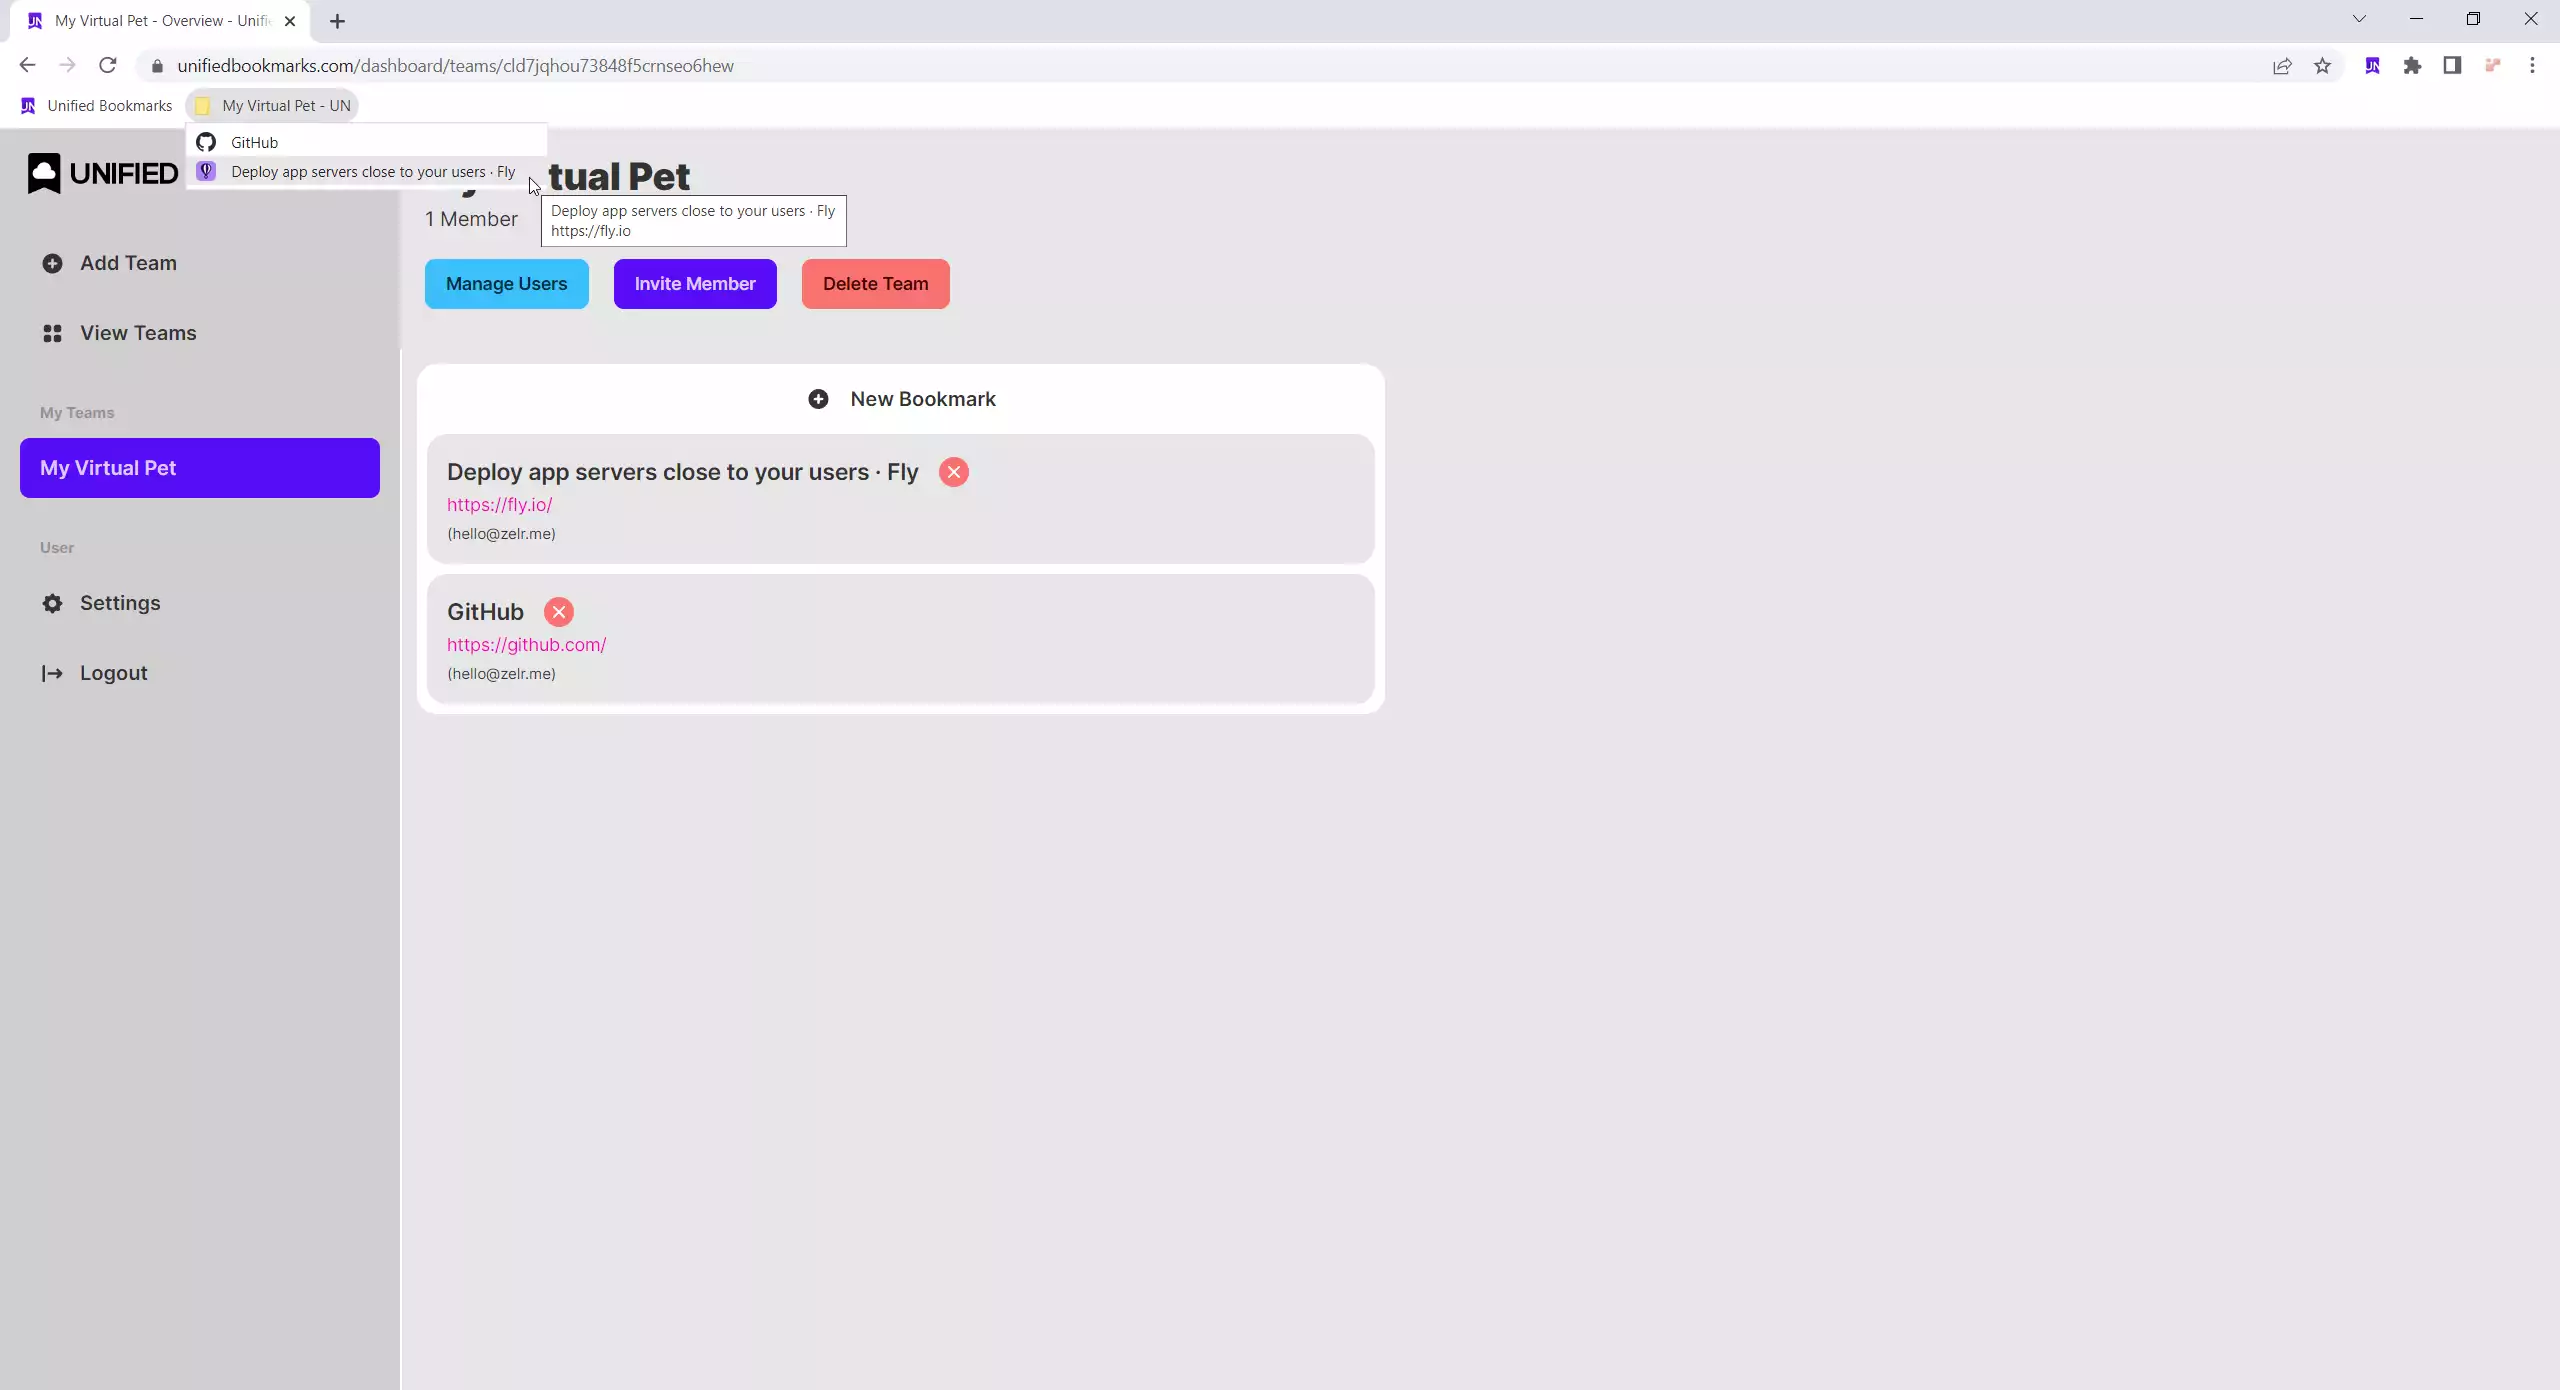 My Virtual Pet - Overview - Unifi
unifiedbookmarks.com/dashboard/teams/cld7jqhou73848f5crnseo6hew
UN
Unified Bookmarks
My Virtual Pet - UN
GitHub
Deploy app servers close to your users · Fly
UNIFIED
tual Pet
Deploy app servers close to your users · Fly
https://fly.io
1 Member
Manage Users
Invite Member
Delete Team
Add Team
View Teams
My Teams
My Virtual Pet
User
Settings
Logout
New Bookmark
Deploy app servers close to your users · Fly
https://fly.io/
(hello@zelr.me)
GitHub
https://github.com/
(hello@zelr.me)